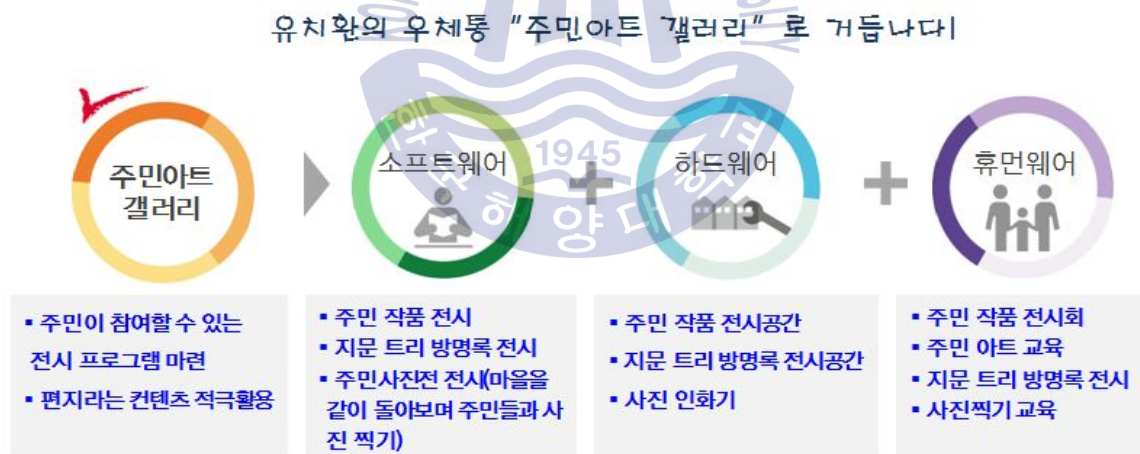 유치환의 우체통 "주민아트 갤러리" 로 거듭나다!
주민아트
갤러리
소프트웨어
하드웨어
휴먼웨어
1945
해양대
▪ 주민이 참여할 수 있는
전시 프로그램 마련
▪ 편지라는 컨텐츠 적극활용
▪ 주민 작품 전시
▪ 지문 트리 방명록 전시
▪ 주민사진전 전시(마을을
같이 돌아보며 주민들과 사
진 찍기)
▪ 주민 작품 전시공간
▪ 지문 트리 방명록 전시공간
▪ 사진 인화기
▪ 주민 작품 전시회
▪ 주민 아트 교육
▪ 지문 트리 방명록 전시
▪ 사진찍기 교육